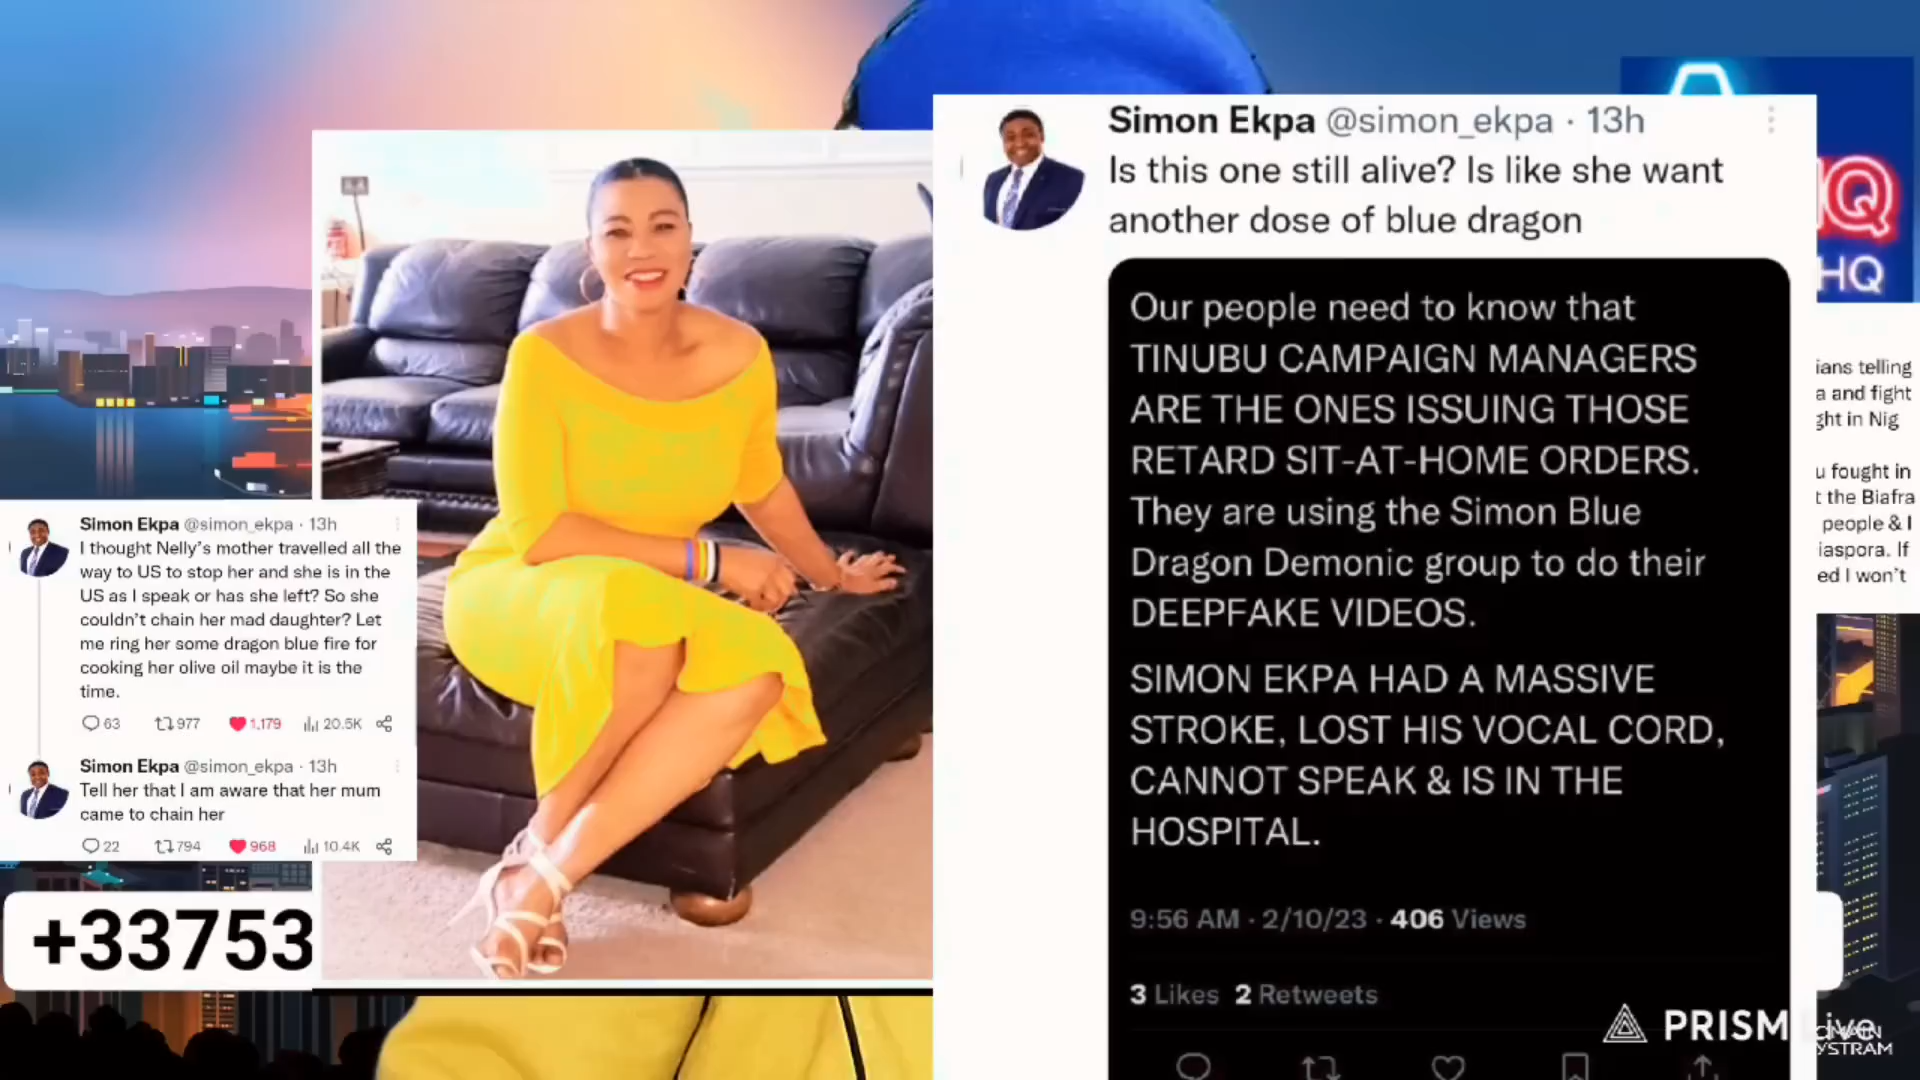 Simon Ekpa @simon_ekpa · 13h
Is this one still alive? Is like she want
another dose of blue dragon
Our people need to know that
TINUBU CAMPAIGN MANAGERS
ARE THE ONES ISSUING THOSE
RETARD SIT-AT-HOME ORDERS.
They are using the Simon Blue
Dragon Demonic group to do their
DEEPFAKE VIDEOS.
SIMON EKPA HAD A MASSIVE
STROKE, LOST HIS VOCAL CORD,
CANNOT SPEAK & IS IN THE
HOSPITAL.
9:56 AM · 2/10/23 · 406 Views
3 Likes 2 Retweets
Simon Ekpa @simon_ekpa · 13h
I thought Nelly's mother travelled all the
way to US to stop her and she is in the
US as I speak or has she left? So she
couldn't chain her mad daughter? Let
me ring her some dragon blue fire for
cooking her olive oil maybe it is the
time.
63 977 1,179 20.5K
Simon Ekpa @simon_ekpa · 13h
Tell her that I am aware that her mum
came to chain her
22 794 968 10.4K
+33753
HQ
ians telling
a and fight
ght in Nig
u fought in
t the Biafra
people & I
iaspora. If
ed I won't
PRISM Live